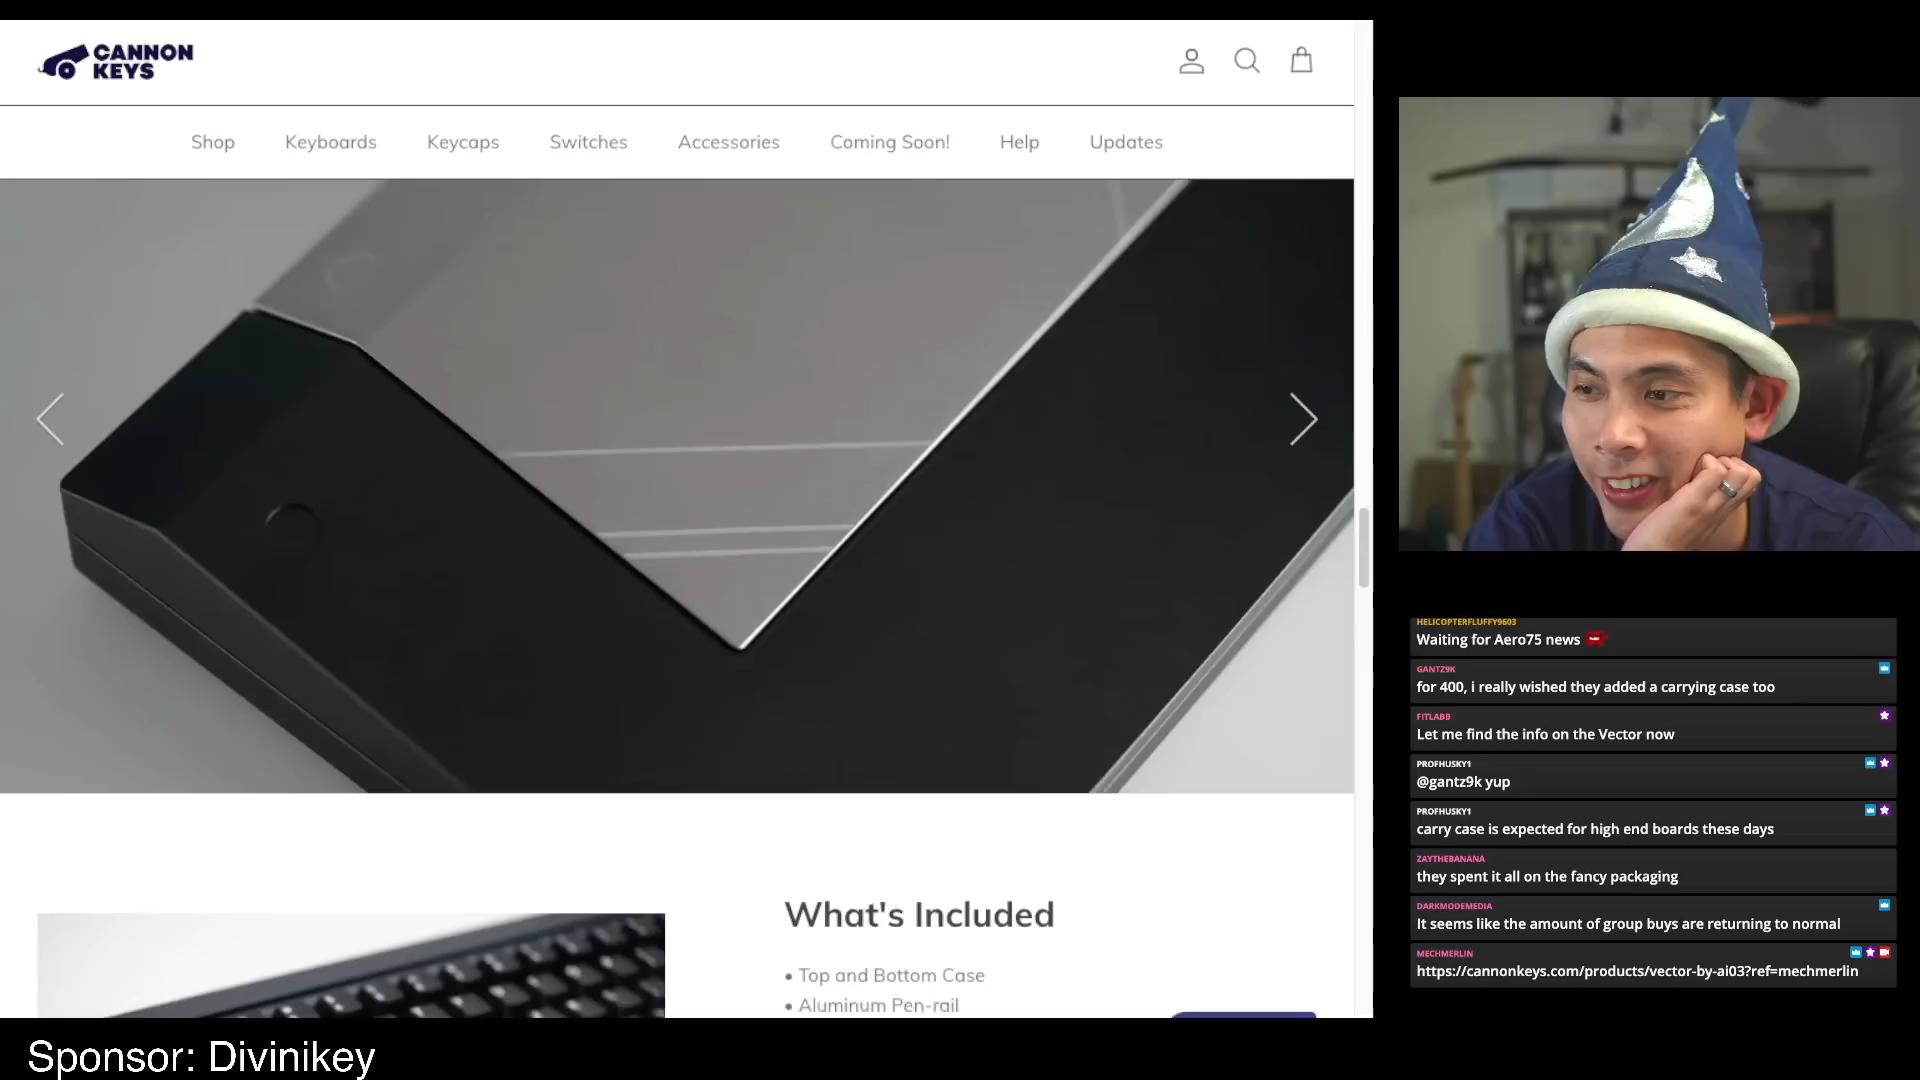 CANNON
KEYS
Shop Keyboards Keycaps Switches Accessories Coming Soon! Help Updates
What's Included
• Top and Bottom Case
• Aluminum Pen-rail
HELICOPTERFLUFFY9603
Waiting for Aero75 news
GANTZ9K
for 400, i really wished they added a carrying case too
FITLABB
Let me find the info on the Vector now
PROFHUSKY1
@gantz9k yup
PROFHUSKY1
carry case is expected for high end boards these days
ZAYTHEBANANA
they spent it all on the fancy packaging
DARKMODEMEDIA
It seems like the amount of group buys are returning to normal
MECHMERLIN
https://cannonkeys.com/products/vector-by-ai03?ref=mechmerlin
Sponsor: Divinikey